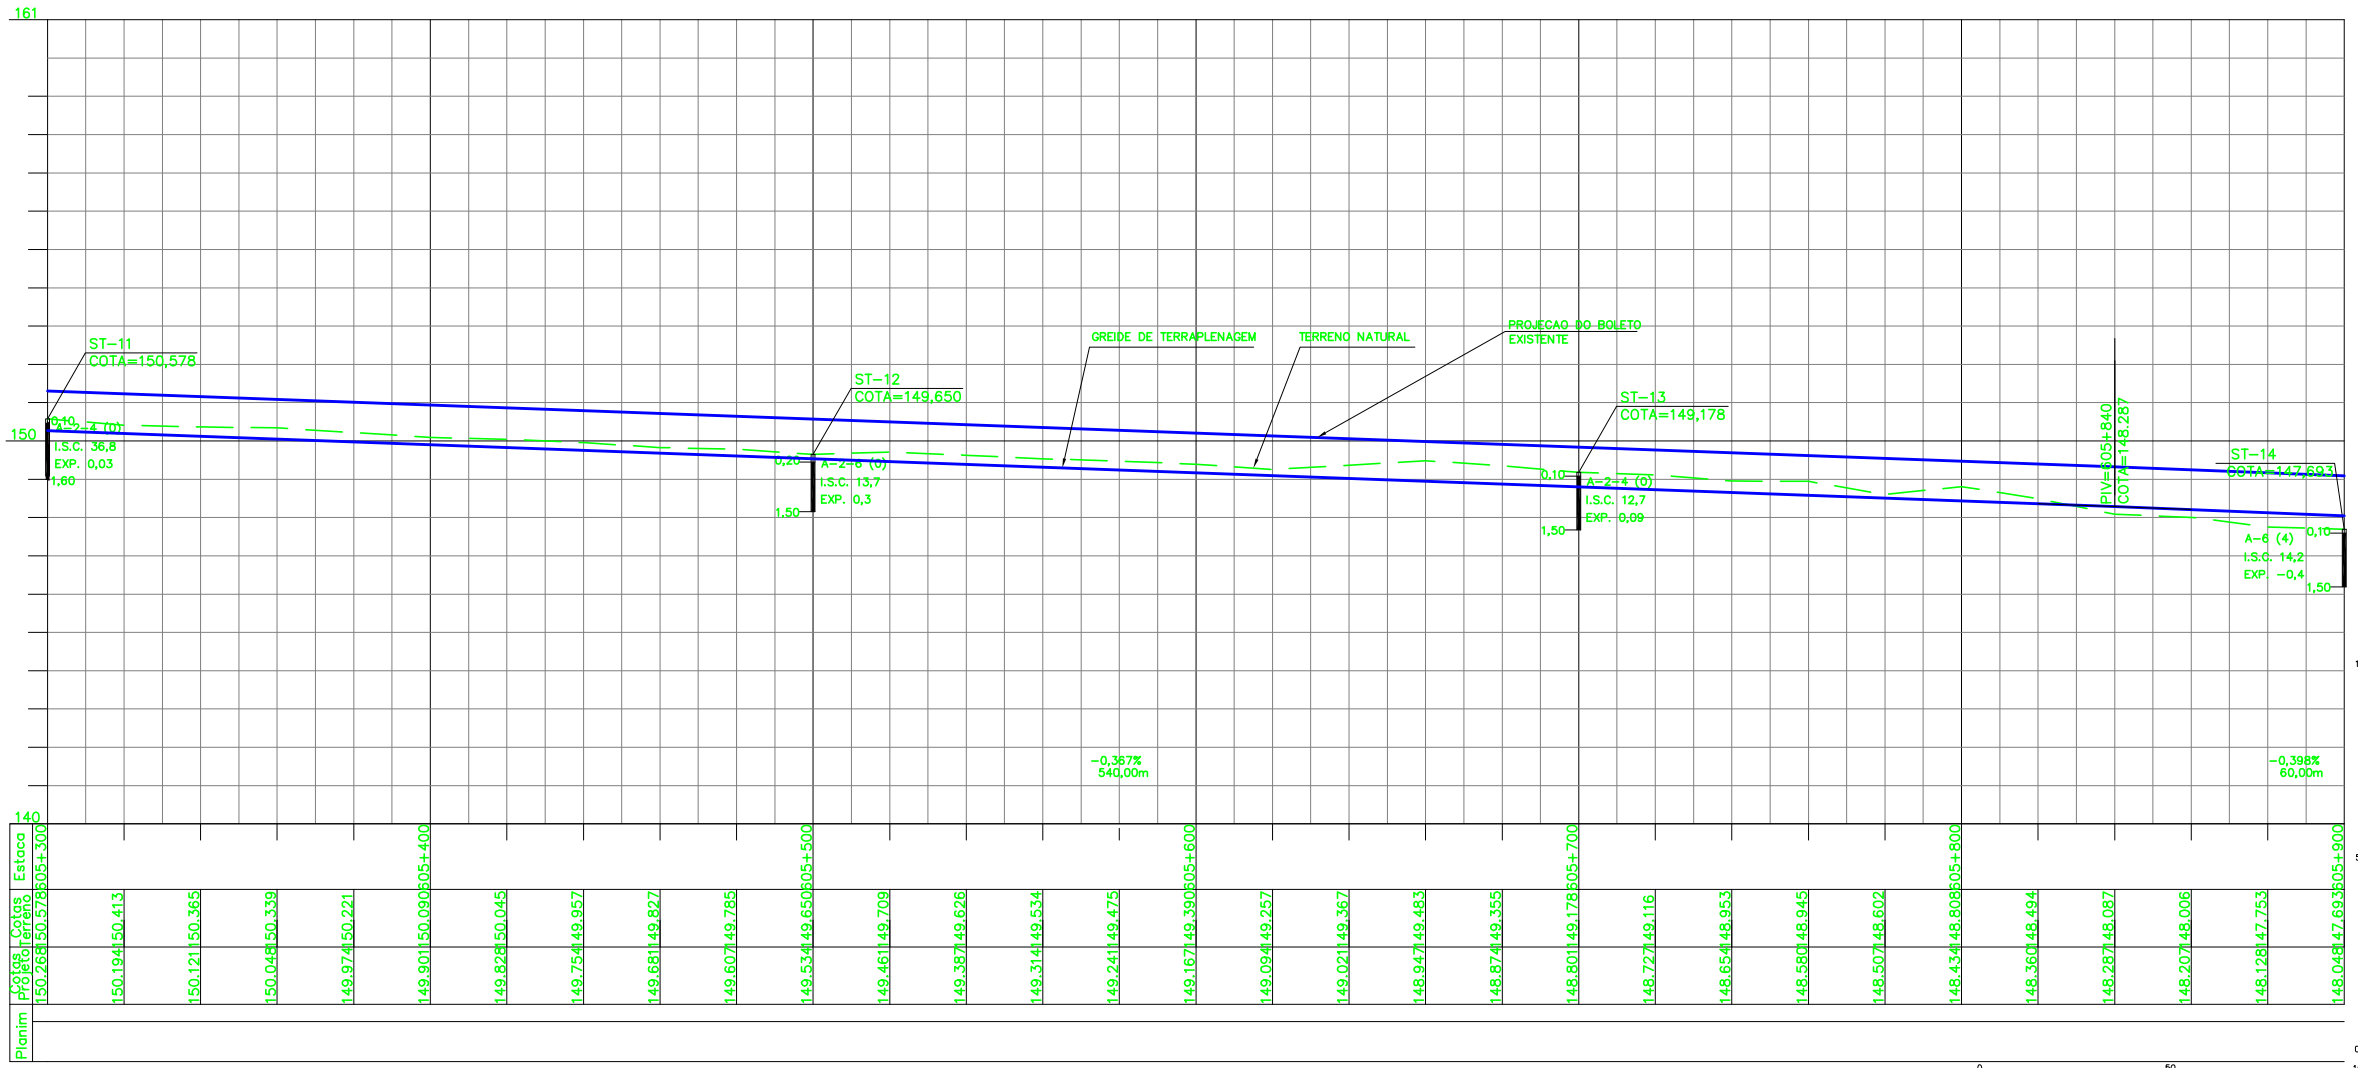 161
ST-11
COTA=150,578
0,10
A-2-4 (0)
150
I.S.C. 36,8
EXP. 0,03
1,60
ST-12
COTA=149,650
0,20
A-2-6 (0)
I.S.C. 13,7
EXP. 0,3
1,50
GREIDE DE TERRAPLENAGEM
TERRENO NATURAL
PROJECAO DO BOLETO
EXISTENTE
ST-13
COTA=149,178
0,10
A-2-4 (0)
I.S.C. 12,7
EXP. 0,09
1,50
PIV=605+840
COTA=148.287
ST-14
COTA=147,693
0,10
A-6 (4)
I.S.C. 14,2
EXP. -0,4
1,50
-0,367%
540,00m
-0,398%
60,00m
140
Estaca
605+300
605+400
605+500
605+600
605+700
605+800
605+900
Cotas
Terreno
150.578
150.413
150.365
150.339
150.221
150.090
150.045
149.957
149.827
149.785
149.650
149.709
149.626
149.534
149.475
149.390
149.257
149.367
149.483
149.355
149.178
149.116
148.953
148.945
148.602
148.808
148.494
148.087
148.006
147.753
147.693
Cotas
Projeto
150.268
150.194
150.121
150.048
149.974
149.901
149.828
149.754
149.681
149.607
149.534
149.461
149.387
149.314
149.241
149.167
149.094
149.021
148.947
148.874
148.801
148.727
148.654
148.580
148.507
148.434
148.360
148.287
148.207
148.128
148.048
Planim
0
50